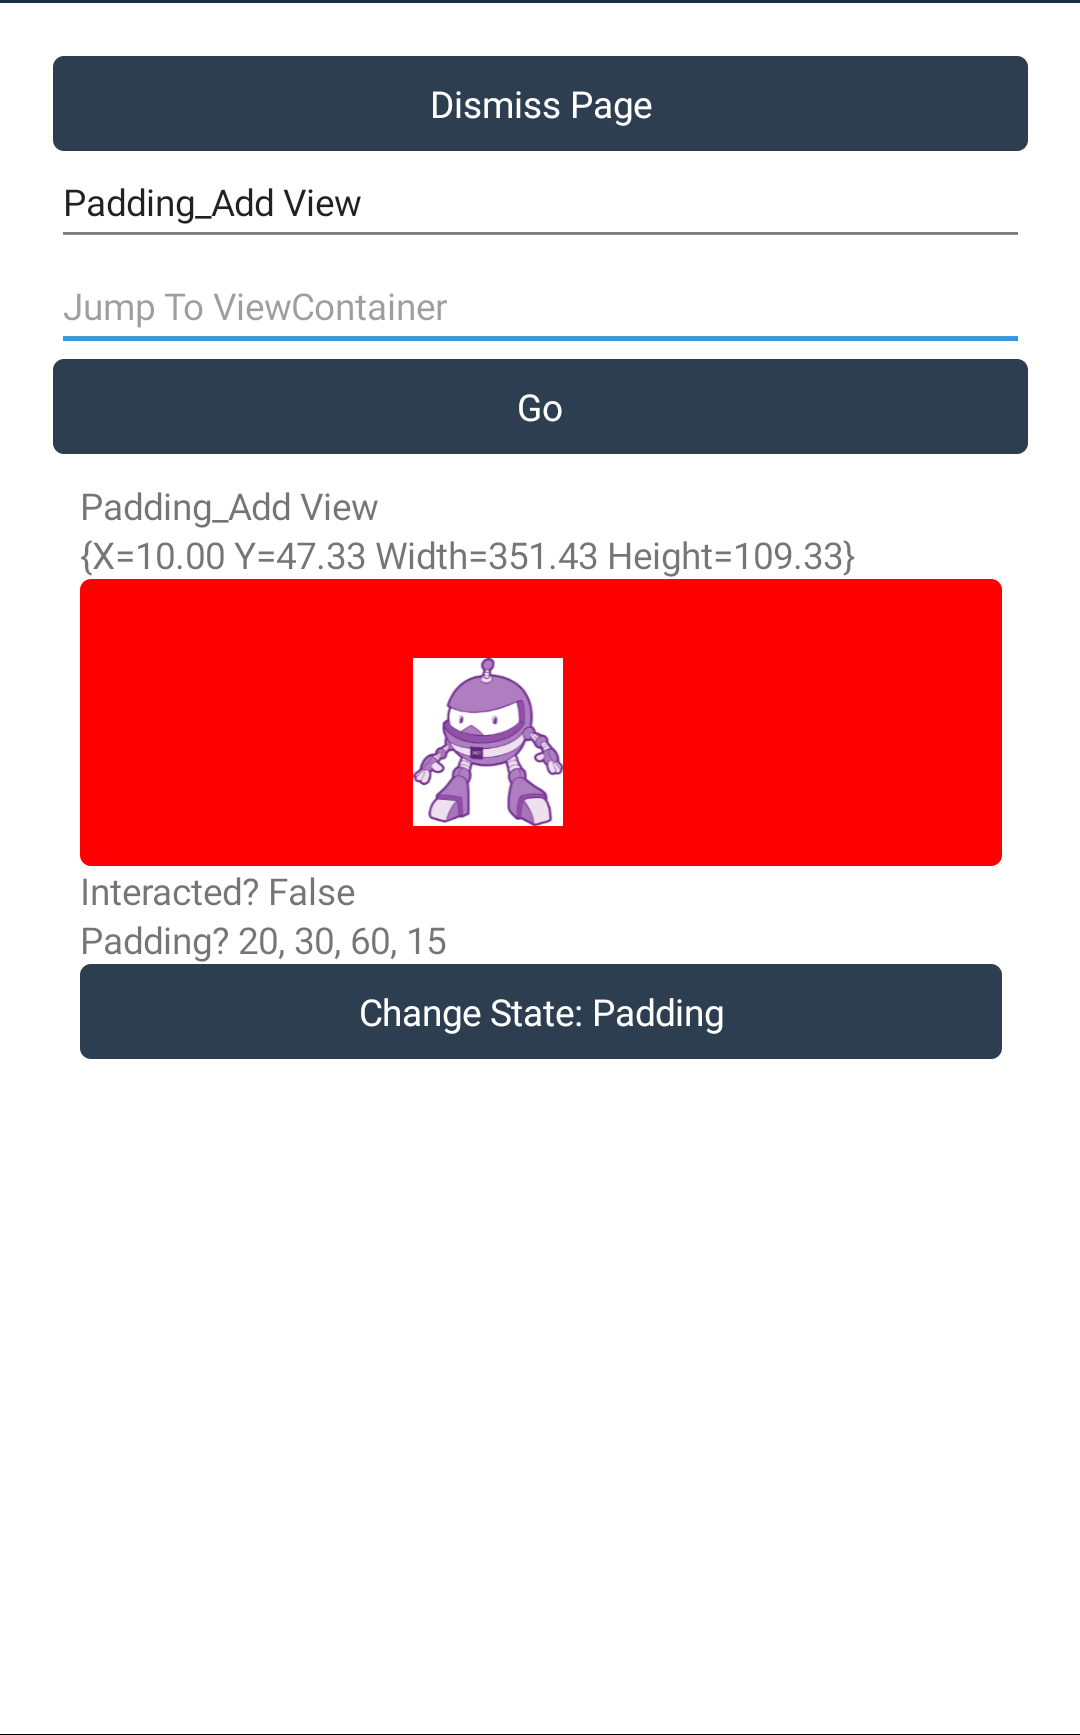 Dismiss Page
Padding_Add View
Jump To ViewContainer
Go
Padding_Add View
{X=10.00 Y=47.33 Width=351.43 Height=109.33}
Interacted? False
Padding? 20, 30, 60, 15
Change State: Padding